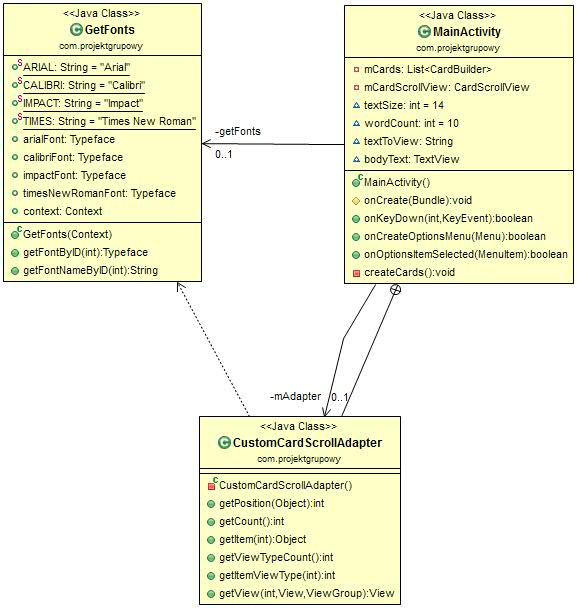 <<Java Class>>
GetFonts
com.projektgrupowy
ARIAL: String = "Arial"
CALIBRI: String = "Calibri"
IMPACT: String = "Impact"
TIMES: String = "Times New Roman"
arialFont: Typeface
calibriFont: Typeface
impactFont: Typeface
timesNewRomanFont: Typeface
context: Context
GetFonts(Context)
getFontByID(int):Typeface
getFontNameByID(int):String
-getFonts
0..1
<<Java Class>>
MainActivity
com.projektgrupowy
mCards: List<CardBuilder>
mCardScrollView: CardScrollView
textSize: int = 14
wordCount: int = 10
textToView: String
bodyText: TextView
MainActivity()
onCreate(Bundle):void
onKeyDown(int,KeyEvent):boolean
onCreateOptionsMenu(Menu):boolean
onOptionsItemSelected(MenuItem):boolean
createCards():void
-mAdapter
0..1
<<Java Class>>
CustomCardScrollAdapter
com.projektgrupowy
CustomCardScrollAdapter()
getPosition(Object):int
getCount():int
getItem(int):Object
getViewTypeCount():int
getItemViewType(int):int
getView(int,View,ViewGroup):View